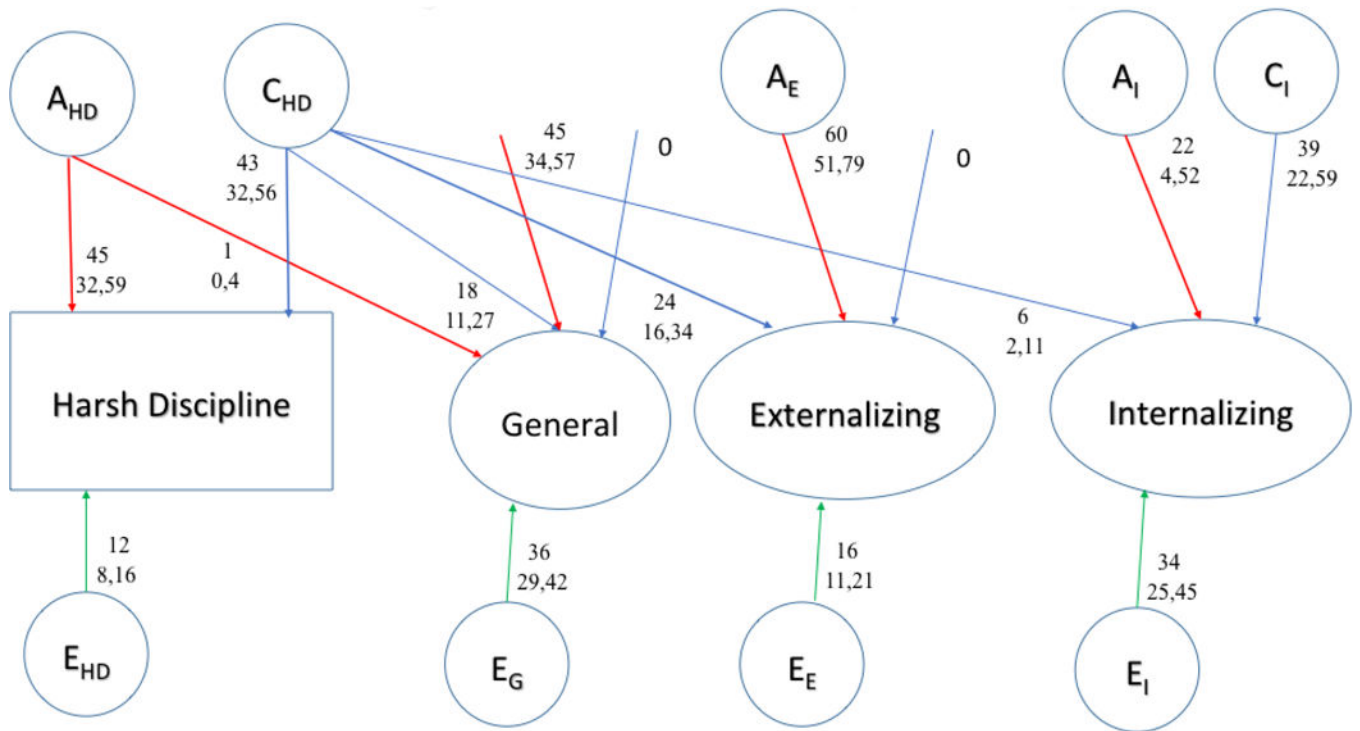 A_HD
C_HD
A_E
A_I
C_I
43
32,56
45
34,57
0
60
51,79
0
22
4,52
39
22,59
45
32,59
1
0,4
18
11,27
24
16,34
6
2,11
Harsh Discipline
General
Externalizing
Internalizing
12
8,16
36
29,42
16
11,21
34
25,45
E_HD
E_G
E_E
E_I